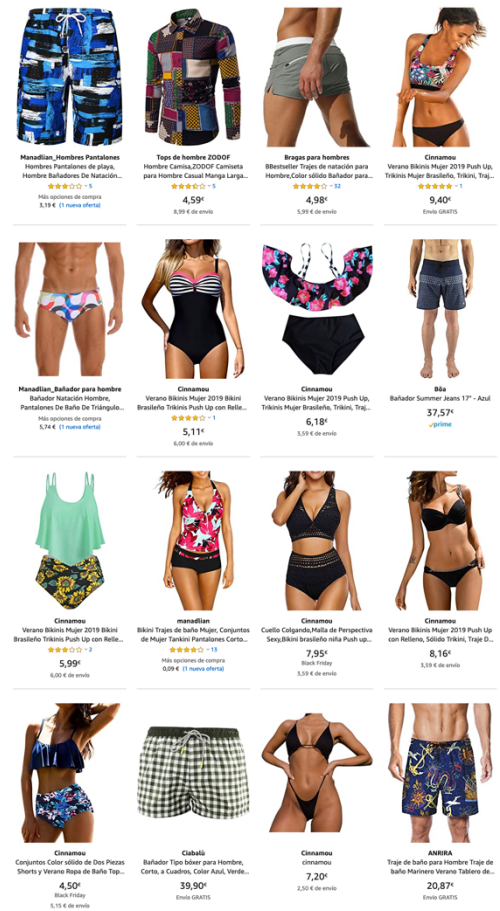 Manadlian_Hombres Pantalones
Hombres Pantalones de playa,
Hombre Bañadores De Natación...
5
Más opciones de compra
3,19 € (1 nueva oferta)
Tops de hombre ZODOF
Hombre Camisa,ZODOF Camiseta
para Hombre Casual Manga Larga...
5
4,59€
8,99 € de envío
Bragas para hombres
BBestseller Trajes de natación para
Hombre,Color sólido Bañador para...
32
4,98€
5,99 € de envío
Cinnamou
Verano Bikinis Mujer 2019 Push Up,
Trikinis Mujer Brasileño, Trikini, Traj...
1
9,40€
Envío GRATIS
Manadlian_Bañador para hombre
Bañador Natación Hombre,
Pantalones De Baño De Triángulo...
Más opciones de compra
5,74 € (1 nueva oferta)
Cinnamou
Verano Bikinis Mujer 2019 Bikini
Brasileño Trikinis Push Up con Relle...
1
5,11€
6,00 € de envío
Cinnamou
Verano Bikinis Mujer 2019 Push Up,
Trikinis Mujer Brasileño, Trikini, Traj...
6,18€
3,59 € de envío
Bōa
Bañador Summer Jeans 17" - Azul
37,57€
prime
Cinnamou
Verano Bikinis Mujer 2019 Bikini
Brasileño Trikinis Push Up con Relle...
2
5,99€
6,00 € de envío
manadlian
Bikini Trajes de baño Mujer, Conjuntos
de Mujer Tankini Pantalones Corto...
13
Más opciones de compra
0,09 € (1 nueva oferta)
Cinnamou
Cuello Colgando,Malla de Perspectiva
Sexy,Bikini brasileño niña Push up...
7,95€
Black Friday
3,59 € de envío
Cinnamou
Verano Bikinis Mujer 2019 Push Up
con Relleno, Sólido Trikini, Traje D...
8,16€
3,59 € de envío
Cinnamou
Conjuntos Color sólido de Dos Piezas
Shorts y Verano Ropa de Baño Top...
4,50€
Black Friday
5,15 € de envío
Ciabalù
Bañador Tipo bóxer para Hombre,
Corto, a Cuadros, Color Azul, Verde...
39,90€
Envío GRATIS
Cinnamou
cinnamou
7,20€
2,50 € de envío
ANRIRA
Traje de baño para Hombre Traje de
baño Marinero Verano Tablero de...
20,87€
Envío GRATIS